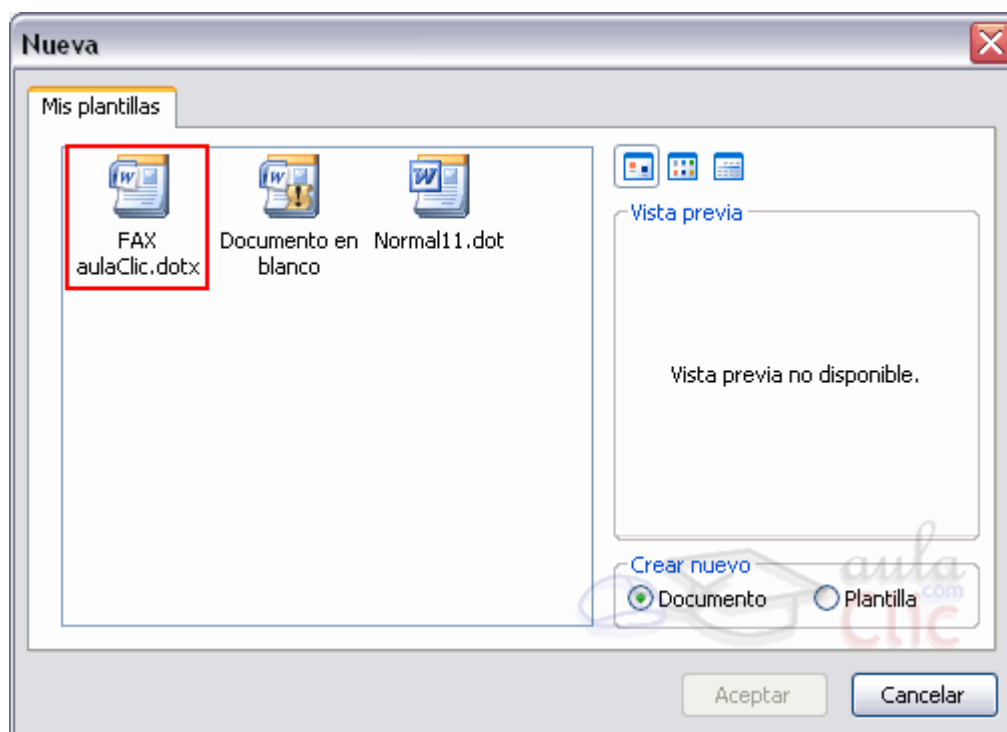 Nueva
Mis plantillas
FAX
aulaClic.dotx
Documento en
blanco
Normal11.dot
Vista previa
Vista previa no disponible.
Crear nuevo
Documento
Plantilla
aula
.com
Clic
Aceptar
Cancelar